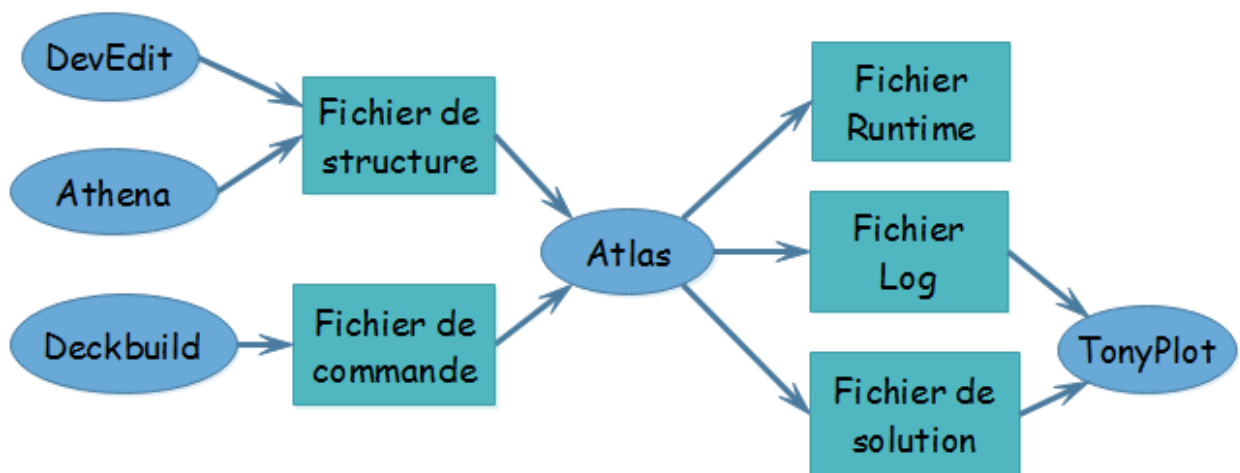 DevEdit
Athena
Deckbuild
Fichier de
structure
Fichier de
commande
Atlas
Fichier
Runtime
Fichier
Log
Fichier de
solution
TonyPlot